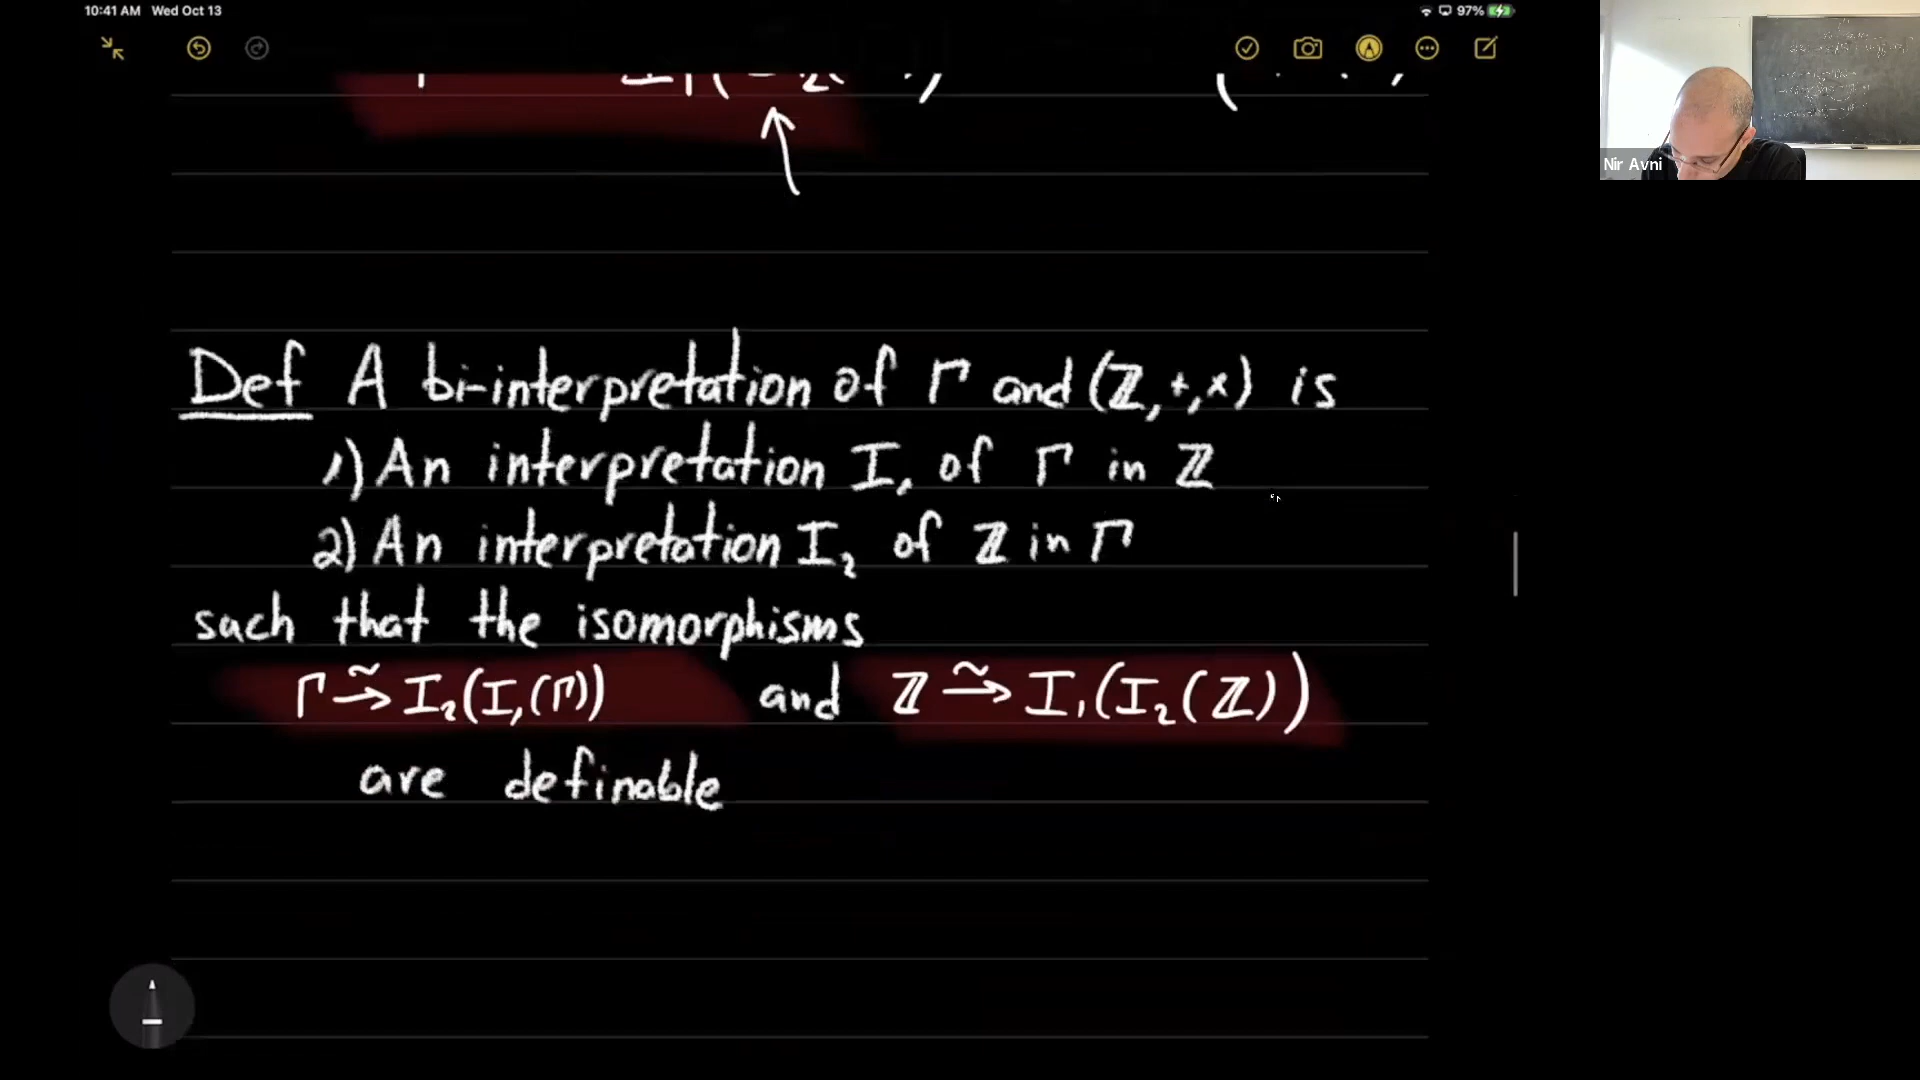 10:41 AM Wed Oct 13
97%
Nir Avni
Def A bi-interpretation of Γ and (ℤ,+,×) is
1) An interpretation I₁ of Γ in ℤ
2) An interpretation I₂ of ℤ in Γ
such that the isomorphisms
Γ ⥲ I₂(I₁(Γ)) and ℤ ⥲ I₁(I₂(ℤ))
are definable